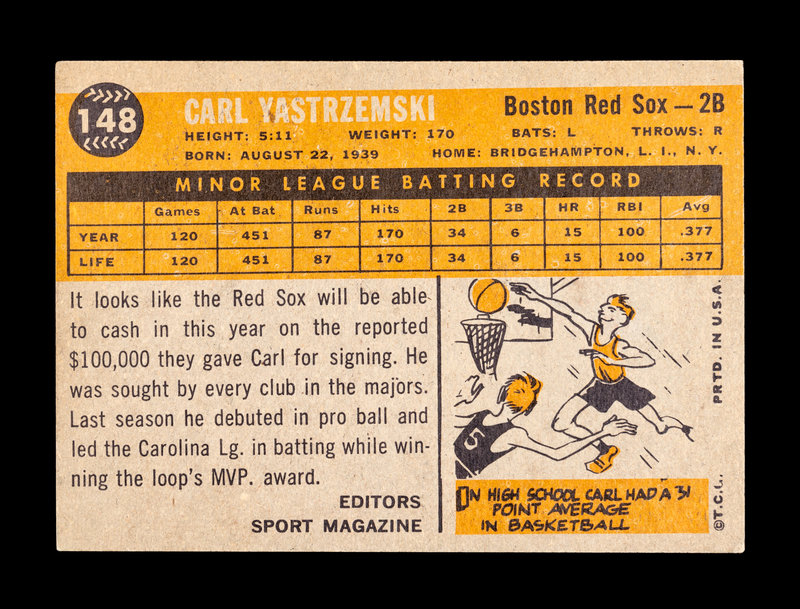 148
CARL YASTRZEMSKI
Boston Red Sox — 2B
HEIGHT: 5:11 WEIGHT: 170 BATS: L THROWS: R
BORN: AUGUST 22, 1939 HOME: BRIDGEHAMPTON, L. I., N. Y.
MINOR LEAGUE BATTING RECORD
Games At Bat Runs Hits 2B 3B HR RBI Avg
YEAR 120 451 87 170 34 6 15 100 .377
LIFE 120 451 87 170 34 6 15 100 .377
It looks like the Red Sox will be able
to cash in this year on the reported
$100,000 they gave Carl for signing. He
was sought by every club in the majors.
Last season he debuted in pro ball and
led the Carolina Lg. in batting while win-
ning the loop's MVP. award.
EDITORS
SPORT MAGAZINE
5
ON HIGH SCHOOL CARL HAD A 31
POINT AVERAGE
IN BASKETBALL
PRTD. IN U.S.A.
©T.C.G.